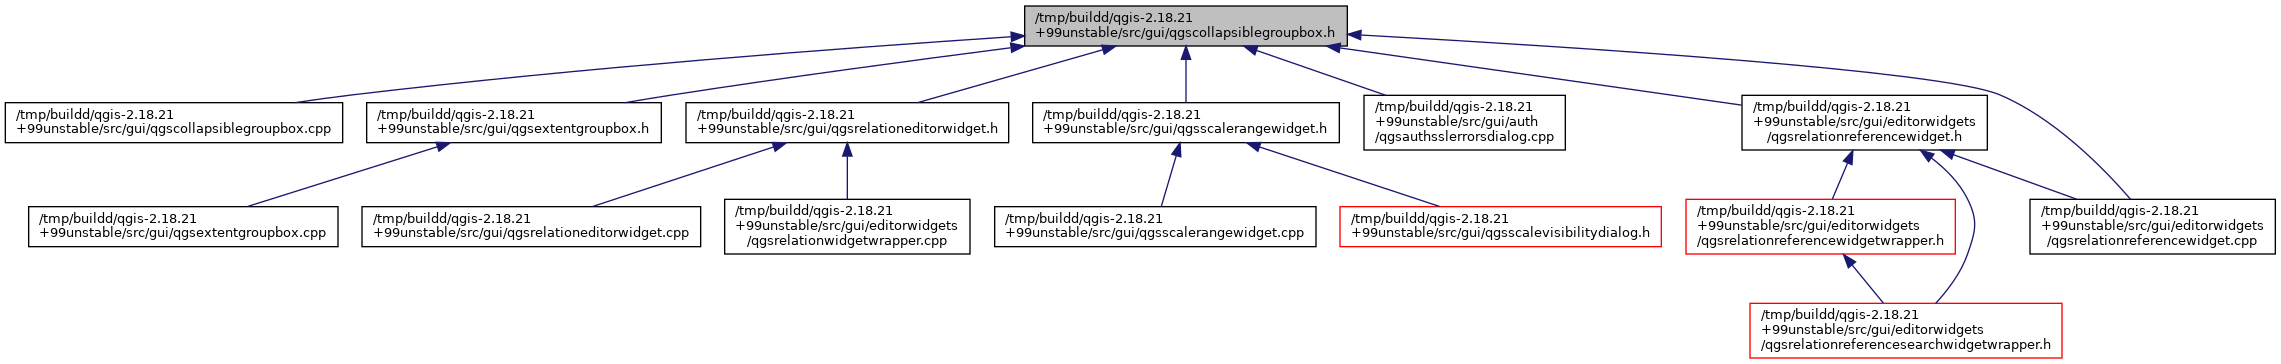 /tmp/buildd/qgis-2.18.21
+99unstable/src/gui/qgscollapsiblegroupbox.h
/tmp/buildd/qgis-2.18.21
+99unstable/src/gui/qgscollapsiblegroupbox.cpp
/tmp/buildd/qgis-2.18.21
+99unstable/src/gui/qgsextentgroupbox.h
/tmp/buildd/qgis-2.18.21
+99unstable/src/gui/qgsrelationeditorwidget.h
/tmp/buildd/qgis-2.18.21
+99unstable/src/gui/qgsscalerangewidget.h
/tmp/buildd/qgis-2.18.21
+99unstable/src/gui/auth
/qgsauthsslerrorsdialog.cpp
/tmp/buildd/qgis-2.18.21
+99unstable/src/gui/editorwidgets
/qgsrelationreferencewidget.h
/tmp/buildd/qgis-2.18.21
+99unstable/src/gui/qgsextentgroupbox.cpp
/tmp/buildd/qgis-2.18.21
+99unstable/src/gui/qgsrelationeditorwidget.cpp
/tmp/buildd/qgis-2.18.21
+99unstable/src/gui/editorwidgets
/qgsrelationwidgetwrapper.cpp
/tmp/buildd/qgis-2.18.21
+99unstable/src/gui/qgsscalerangewidget.cpp
/tmp/buildd/qgis-2.18.21
+99unstable/src/gui/qgsscalevisibilitydialog.h
/tmp/buildd/qgis-2.18.21
+99unstable/src/gui/editorwidgets
/qgsrelationreferencewidgetwrapper.h
/tmp/buildd/qgis-2.18.21
+99unstable/src/gui/editorwidgets
/qgsrelationreferencewidget.cpp
/tmp/buildd/qgis-2.18.21
+99unstable/src/gui/editorwidgets
/qgsrelationreferencesearchwidgetwrapper.h